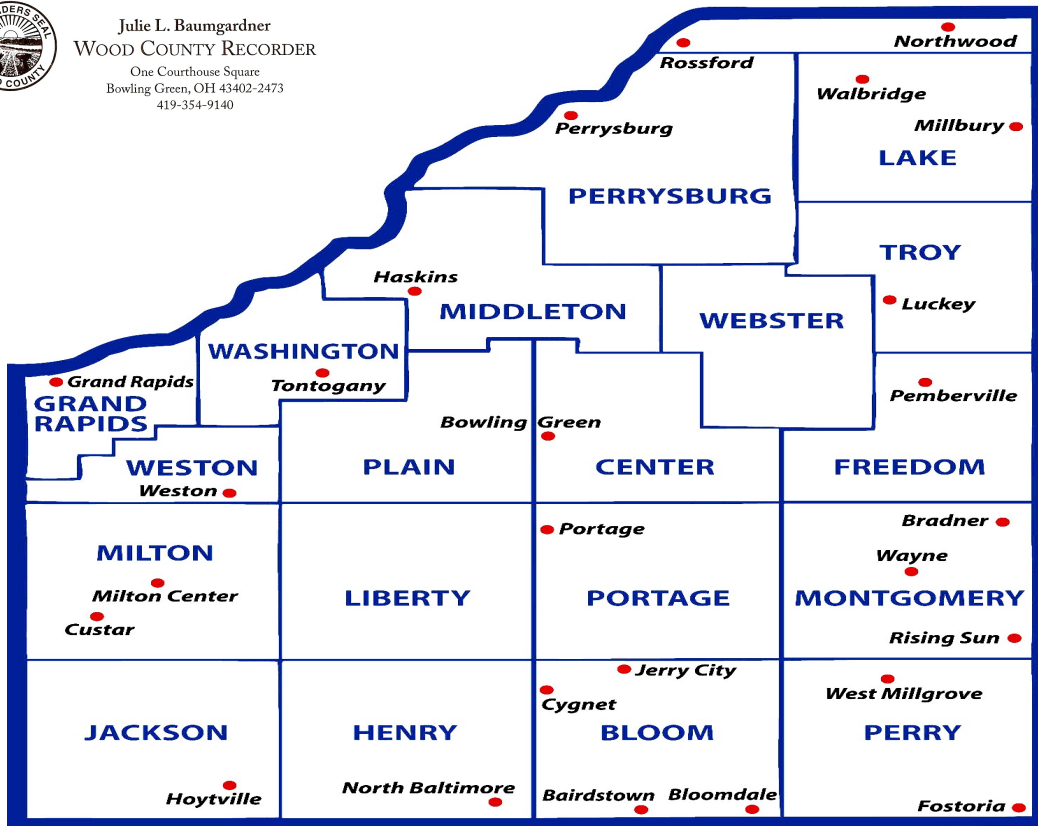 DERS SEAL
D COUNTY
Julie L. Baumgardner
WOOD COUNTY RECORDER
One Courthouse Square
Bowling Green, OH 43402-2473
419-354-9140
Northwood
Rossford
Walbridge
Perrysburg
Millbury
LAKE
PERRYSBURG
TROY
Haskins
Luckey
MIDDLETON
WEBSTER
WASHINGTON
Grand Rapids
Tontogany
Pemberville
GRAND
RAPIDS
Bowling Green
WESTON
PLAIN
CENTER
FREEDOM
Weston
Bradner
Portage
MILTON
Wayne
Milton Center
LIBERTY
PORTAGE
MONTGOMERY
Custar
Rising Sun
Jerry City
West Millgrove
Cygnet
JACKSON
HENRY
BLOOM
PERRY
North Baltimore
Hoytville
Bairdstown
Bloomdale
Fostoria